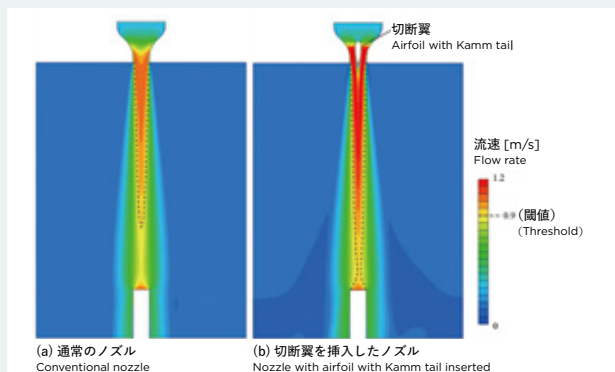 切断翼
Airfoil with Kamm tail
流速 [m/s]
Flow rate
1.2
0.9 (閾値)
(Threshold)
0
(a) 通常のノズル
Conventional nozzle
(b) 切断翼を挿入したノズル
Nozzle with airfoil with Kamm tail inserted